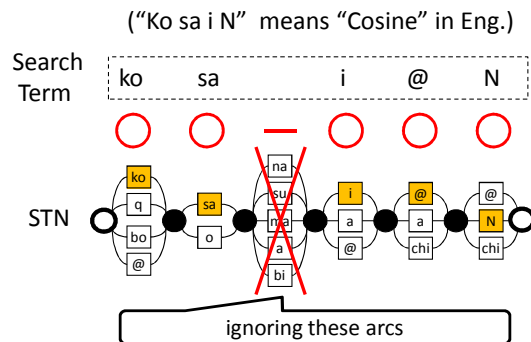 (“Ko sa i N” means “Cosine” in Eng.)
Search Term
ko sa i @ N
STN
ko q bo @
sa o
na su ma a bi
i a @
@ a chi
@ N chi
ignoring these arcs